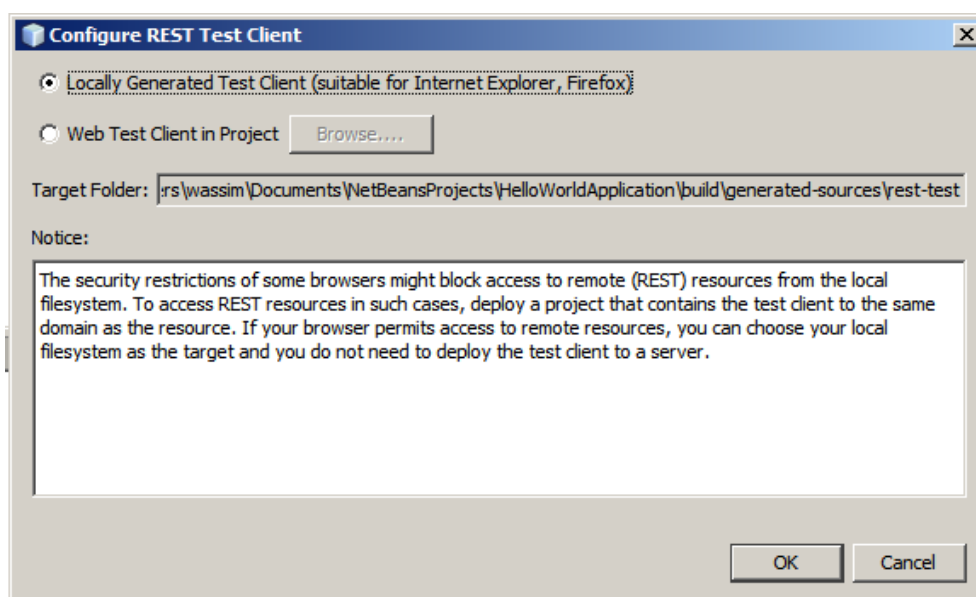 Configure REST Test Client
Locally Generated Test Client (suitable for Internet Explorer, Firefox)
Web Test Client in Project Browse....
Target Folder: :rs\wassim\Documents\NetBeansProjects\HelloWorldApplication\build\generated-sources\rest-test
Notice:
The security restrictions of some browsers might block access to remote (REST) resources from the local
filesystem. To access REST resources in such cases, deploy a project that contains the test client to the same
domain as the resource. If your browser permits access to remote resources, you can choose your local
filesystem as the target and you do not need to deploy the test client to a server.
OK Cancel